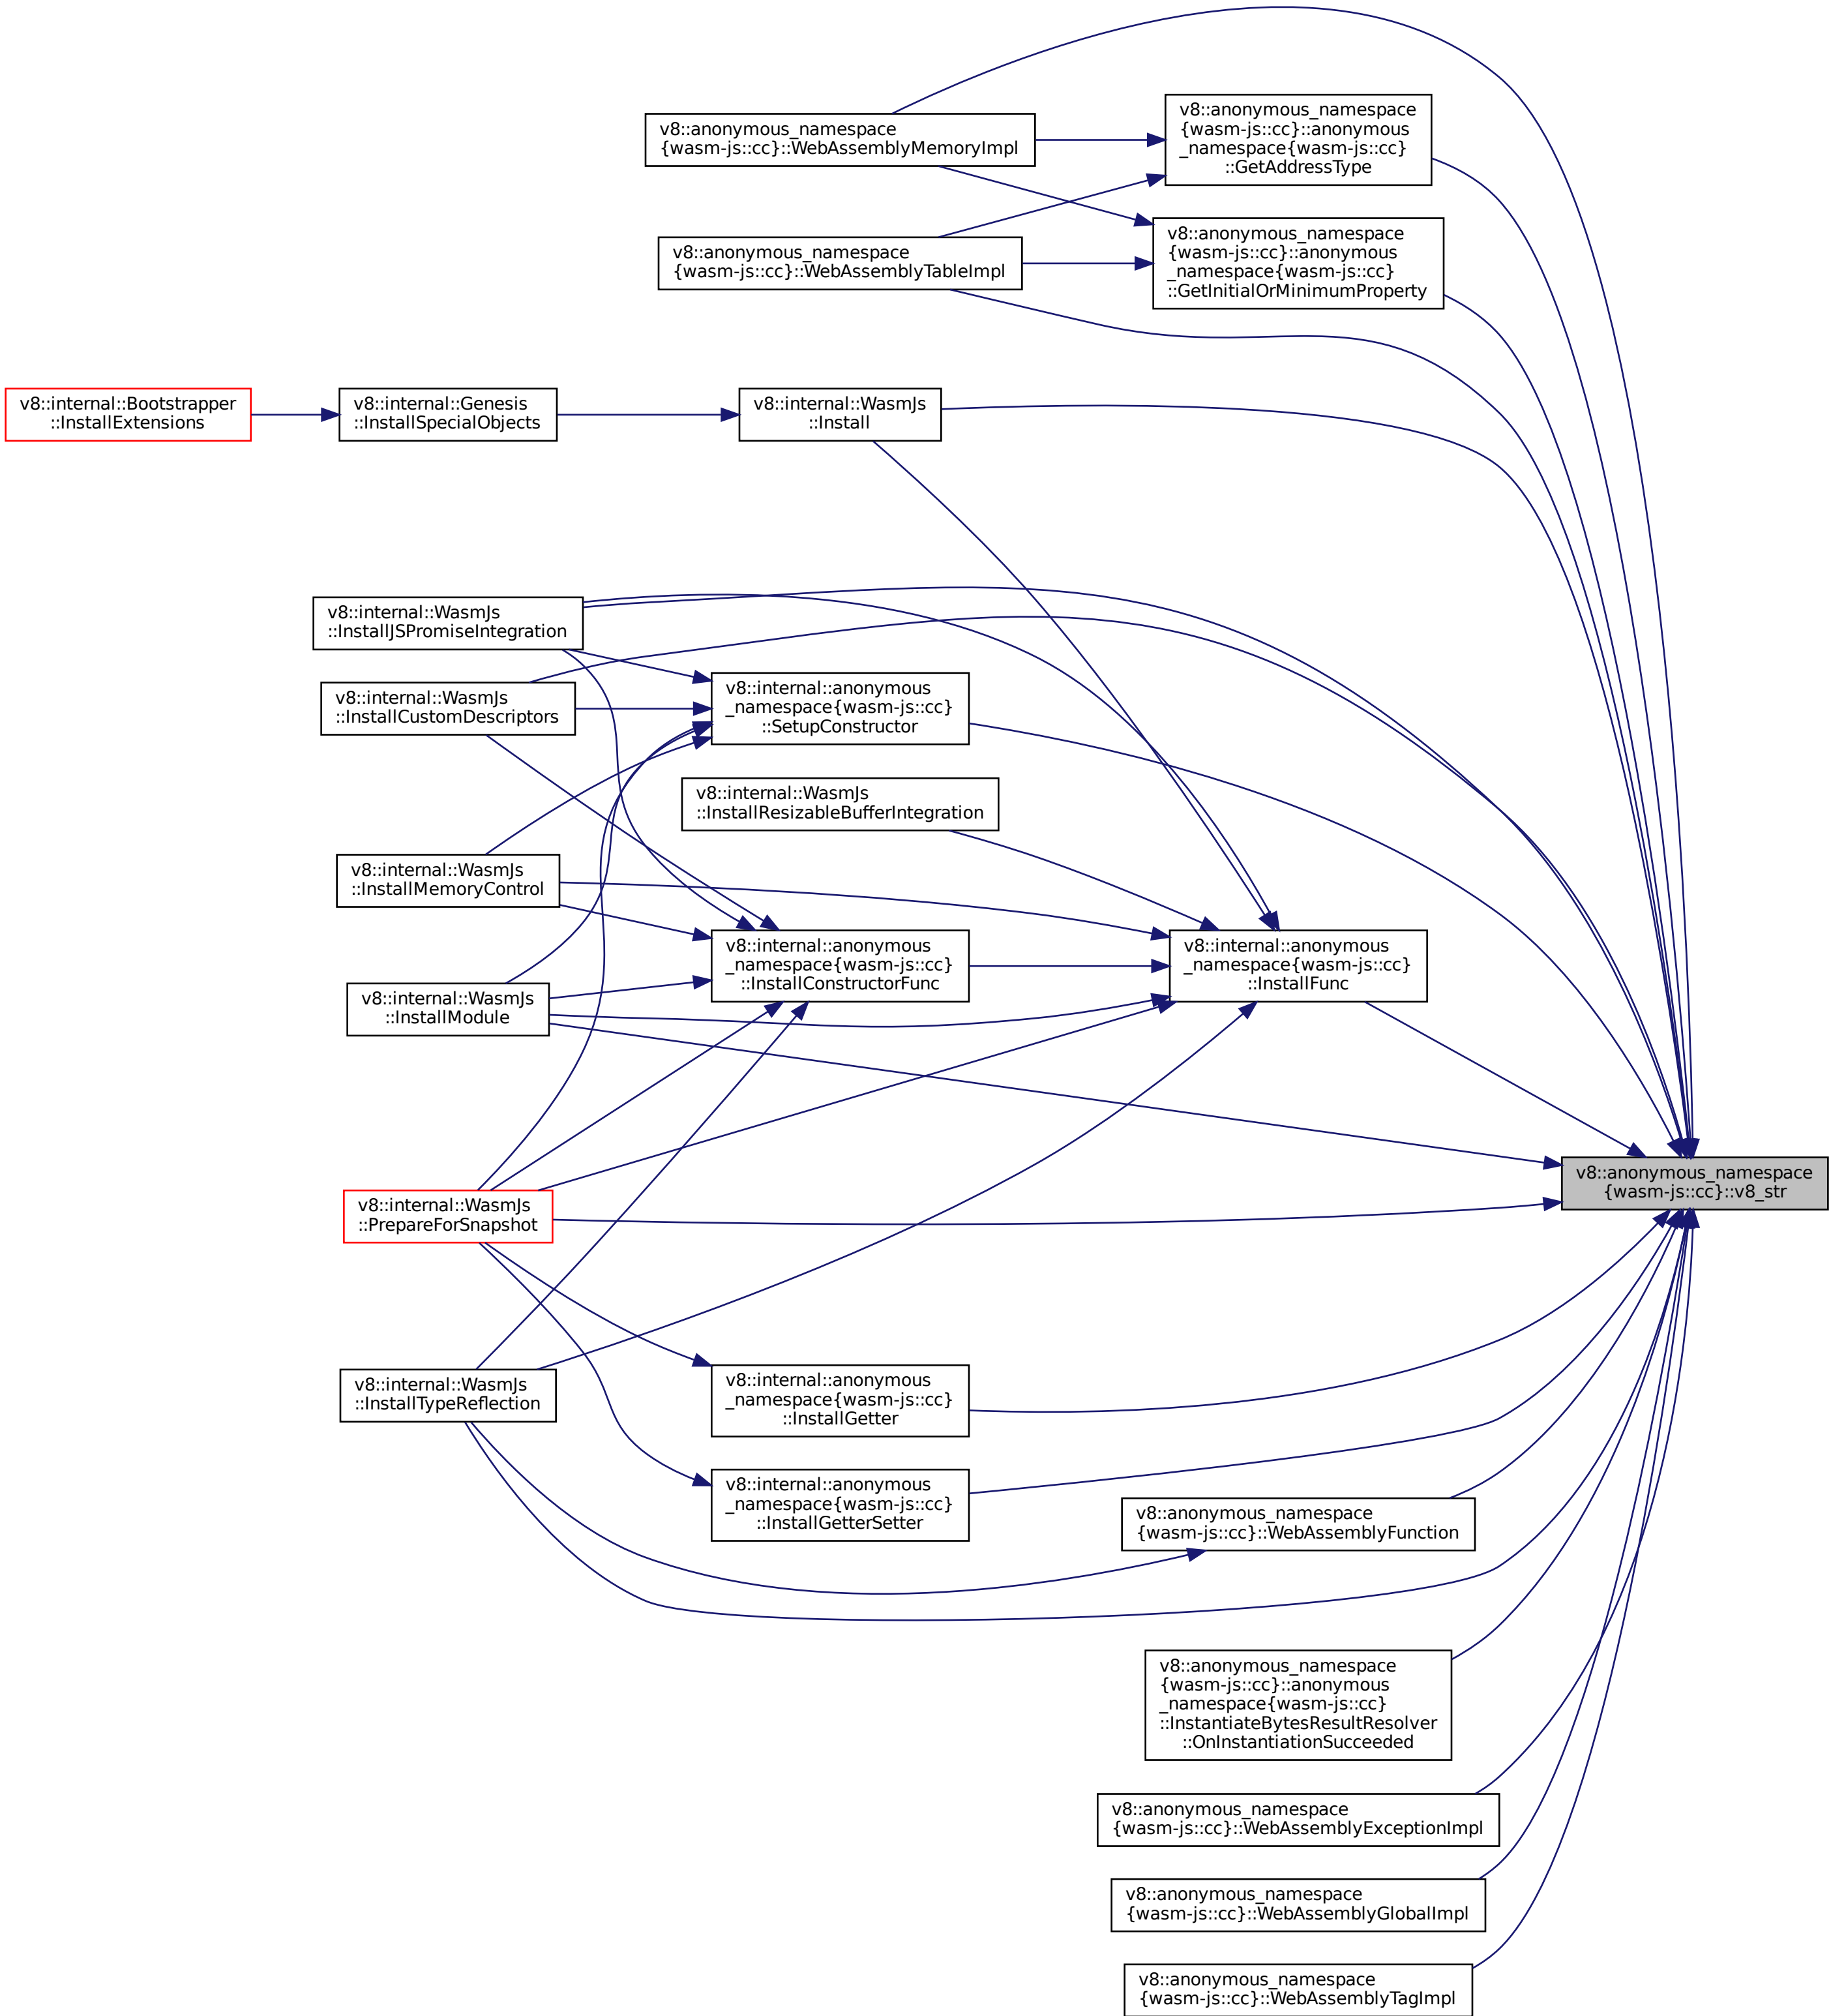 v8::anonymous_namespace
{wasm-js::cc}::WebAssemblyMemoryImpl
v8::anonymous_namespace
{wasm-js::cc}::anonymous
_namespace{wasm-js::cc}
::GetAddressType
v8::anonymous_namespace
{wasm-js::cc}::WebAssemblyTableImpl
v8::anonymous_namespace
{wasm-js::cc}::anonymous
_namespace{wasm-js::cc}
::GetInitialOrMinimumProperty
v8::internal::Bootstrapper
::InstallExtensions
v8::internal::Genesis
::InstallSpecialObjects
v8::internal::WasmJs
::Install
v8::internal::WasmJs
::InstallJSPromiseIntegration
v8::internal::WasmJs
::InstallCustomDescriptors
v8::internal::anonymous
_namespace{wasm-js::cc}
::SetupConstructor
v8::internal::WasmJs
::InstallResizableBufferIntegration
v8::internal::WasmJs
::InstallMemoryControl
v8::internal::anonymous
_namespace{wasm-js::cc}
::InstallConstructorFunc
v8::internal::anonymous
_namespace{wasm-js::cc}
::InstallFunc
v8::internal::WasmJs
::InstallModule
v8::anonymous_namespace
{wasm-js::cc}::v8_str
v8::internal::WasmJs
::PrepareForSnapshot
v8::internal::WasmJs
::InstallTypeReflection
v8::internal::anonymous
_namespace{wasm-js::cc}
::InstallGetter
v8::internal::anonymous
_namespace{wasm-js::cc}
::InstallGetterSetter
v8::anonymous_namespace
{wasm-js::cc}::WebAssemblyFunction
v8::anonymous_namespace
{wasm-js::cc}::anonymous
_namespace{wasm-js::cc}
::InstantiateBytesResultResolver
::OnInstantiationSucceeded
v8::anonymous_namespace
{wasm-js::cc}::WebAssemblyExceptionImpl
v8::anonymous_namespace
{wasm-js::cc}::WebAssemblyGlobalImpl
v8::anonymous_namespace
{wasm-js::cc}::WebAssemblyTagImpl